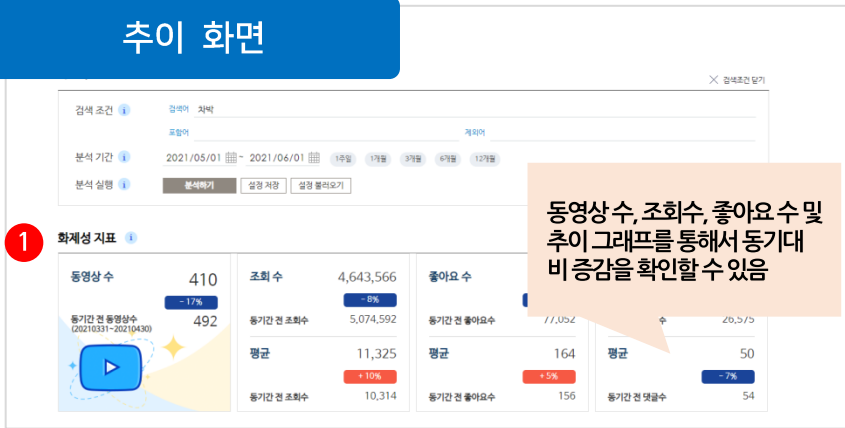 추이 화면
검색조건 닫기
검색 조건 i 검색어 차박
포함어 제외어
분석 기간 i 2021/05/01 ~ 2021/06/01 1주일 1개월 3개월 6개월 12개월
분석 실행 i 분석하기 설정 저장 설정 불러오기
동영상 수, 조회수, 좋아요 수 및
추이 그래프를 통해서 동기대
비 증감을 확인할 수 있음
1 화제성 지표 i
동영상 수 410
-17%
동기간 전 동영상수 492
(20210331~20210430)
조회 수 4,643,566
-8%
동기간 전 조회수 5,074,592
평균 11,325
+10%
동기간 전 조회수 10,314
좋아요 수
동기간 전 좋아요수 77,052
평균 164
+5%
동기간 전 좋아요수 156
수 26,575
평균 50
-7%
동기간 전 댓글수 54